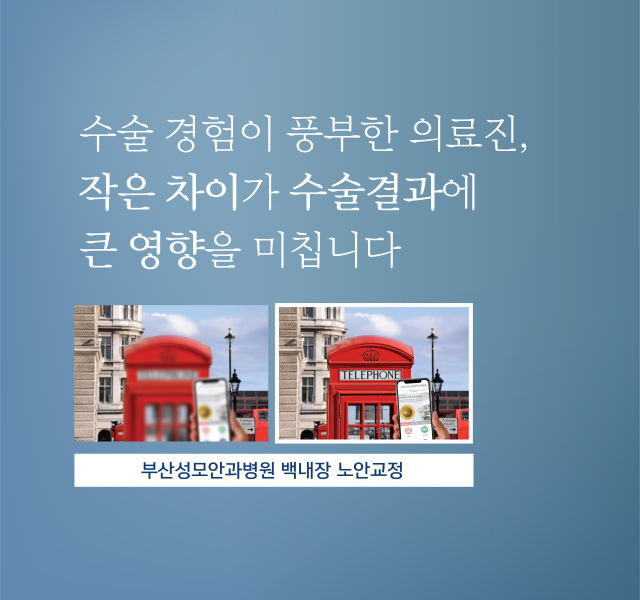 수술 경험이 풍부한 의료진,
작은 차이가 수술결과에
큰 영향을 미칩니다
TELEPHONE
부산성모안과병원 백내장 노안교정